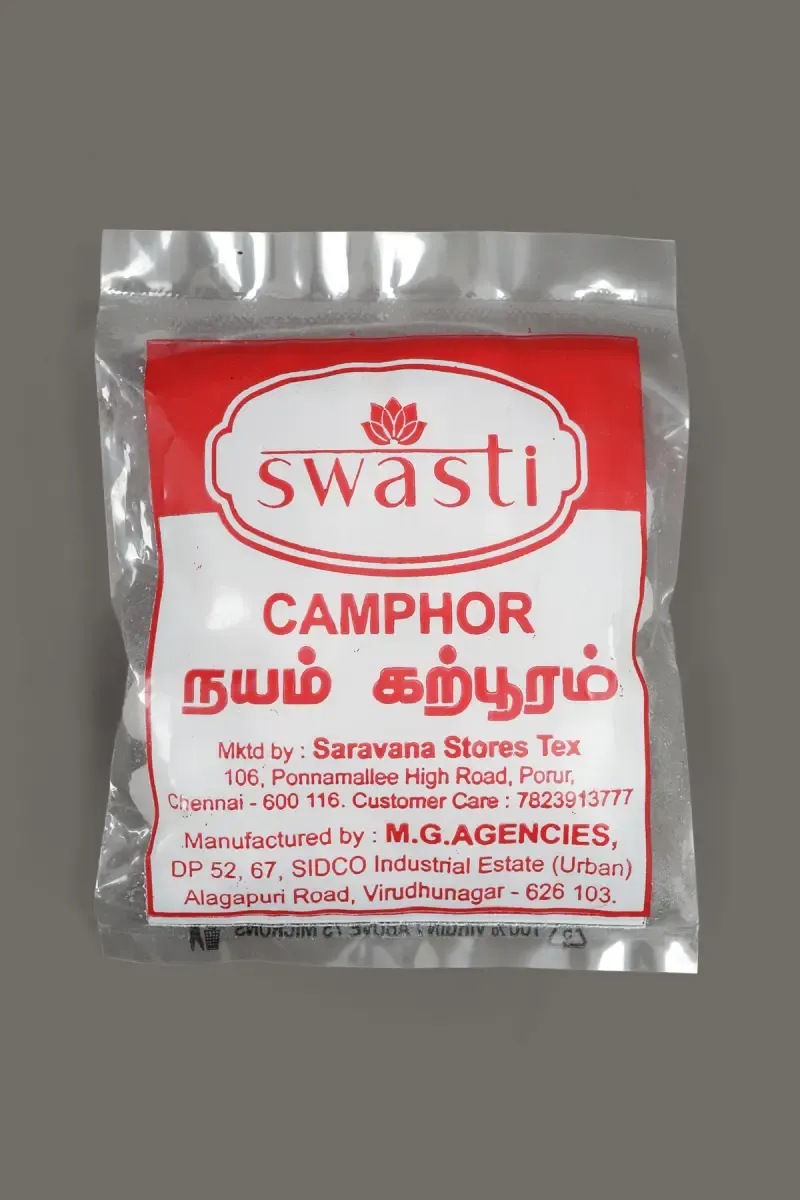 swasti
CAMPHOR
நயம் கற்பூரம்
Mktd by : Saravana Stores Tex
106, Ponnamallee High Road, Porur,
Chennai - 600 116. Customer Care : 7823913777
Manufactured by : M.G.AGENCIES,
DP 52, 67, SIDCO Industrial Estate (Urban)
Alagapuri Road, Virudhunagar - 626 103.